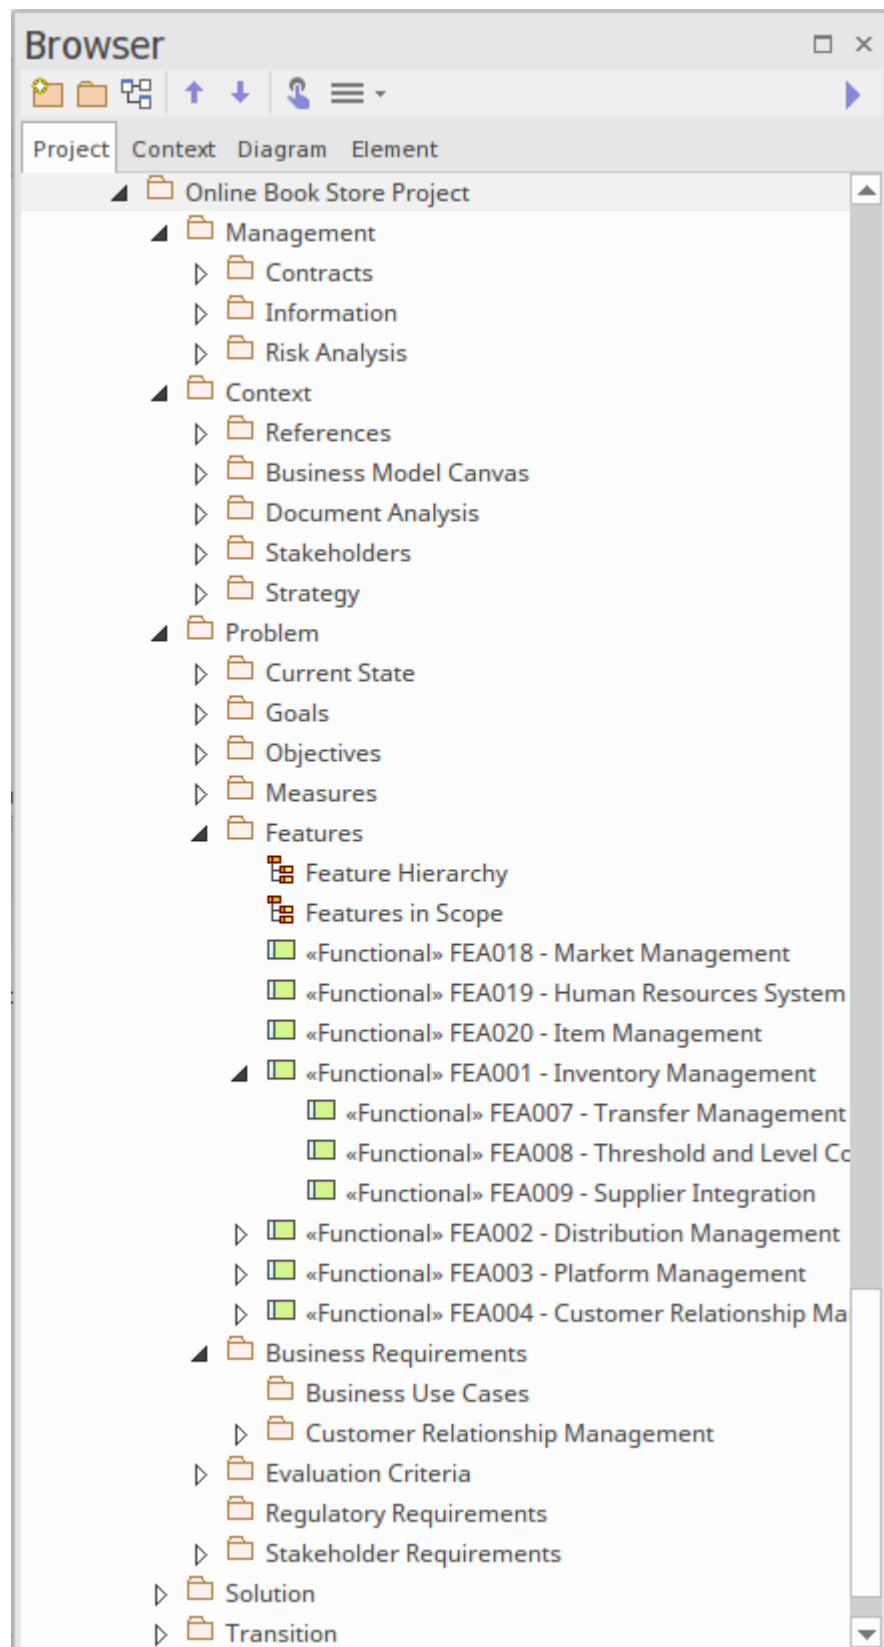 Browser
Project Context Diagram Element
Online Book Store Project
Management
Contracts
Information
Risk Analysis
Context
References
Business Model Canvas
Document Analysis
Stakeholders
Strategy
Problem
Current State
Goals
Objectives
Measures
Features
Feature Hierarchy
Features in Scope
«Functional» FEA018 - Market Management
«Functional» FEA019 - Human Resources System
«Functional» FEA020 - Item Management
«Functional» FEA001 - Inventory Management
«Functional» FEA007 - Transfer Management
«Functional» FEA008 - Threshold and Level Co
«Functional» FEA009 - Supplier Integration
«Functional» FEA002 - Distribution Management
«Functional» FEA003 - Platform Management
«Functional» FEA004 - Customer Relationship Ma
Business Requirements
Business Use Cases
Customer Relationship Management
Evaluation Criteria
Regulatory Requirements
Stakeholder Requirements
Solution
Transition